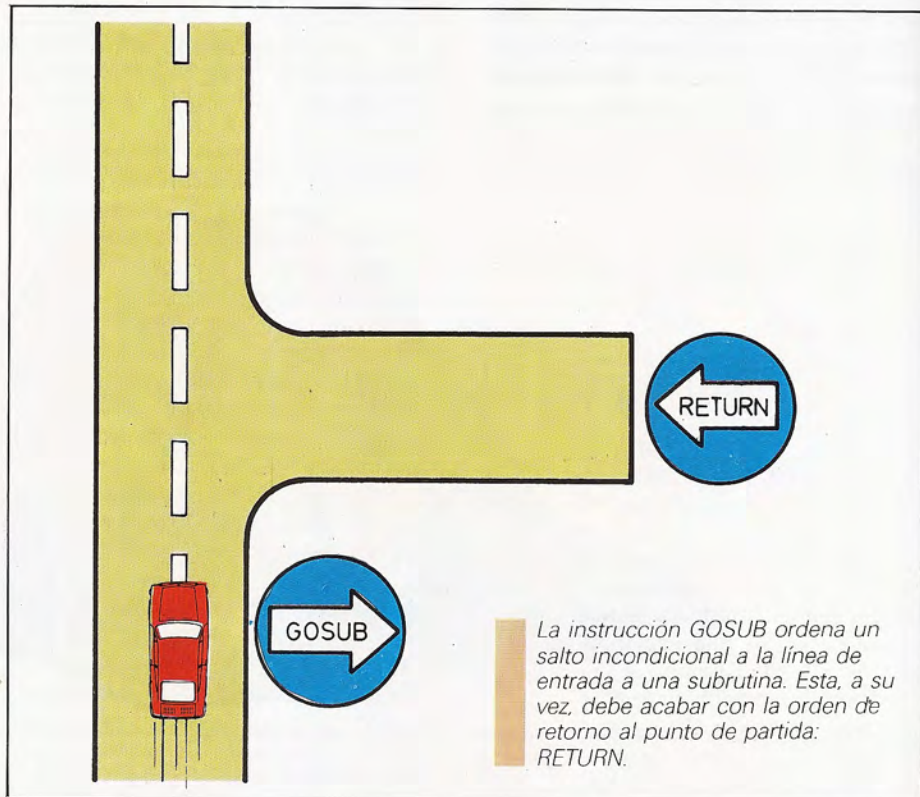 RETURN
GOSUB
La instrucción GOSUB ordena un
salto incondicional a la línea de
entrada a una subrutina. Esta, a su
vez, debe acabar con la orden de
retorno al punto de partida:
RETURN.